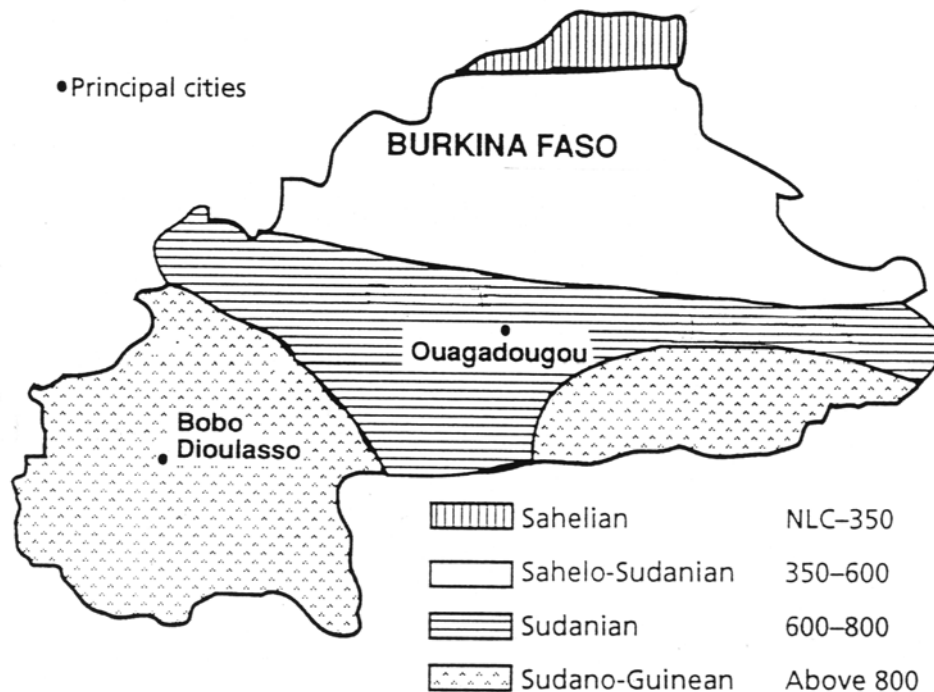 •Principal cities
BURKINA FASO
Ouagadougou
Bobo
Dioulasso
Sahelian NLC–350
Sahelo-Sudanian 350–600
Sudanian 600–800
Sudano-Guinean Above 800